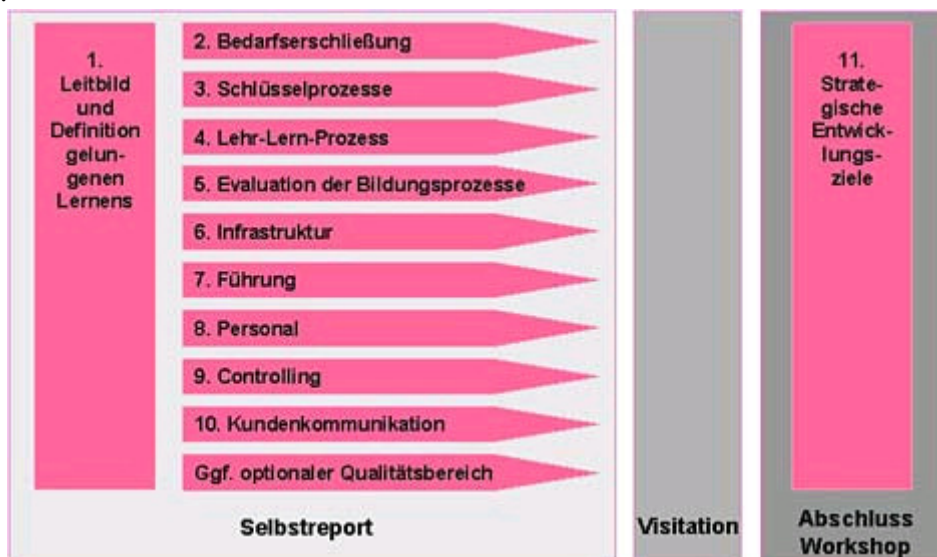 1.
Leitbild
und
Definition
gelun-
genen
Lernens
2. Bedarfserschließung
3. Schlüsselprozesse
4. Lehr-Lern-Prozess
5. Evaluation der Bildungsprozesse
6. Infrastruktur
7. Führung
8. Personal
9. Controlling
10. Kundenkommunikation
Ggf. optionaler Qualitätsbereich
Selbstreport
Visitation
11.
Strate-
gische
Entwick-
lungs-
ziele
Abschluss
Workshop